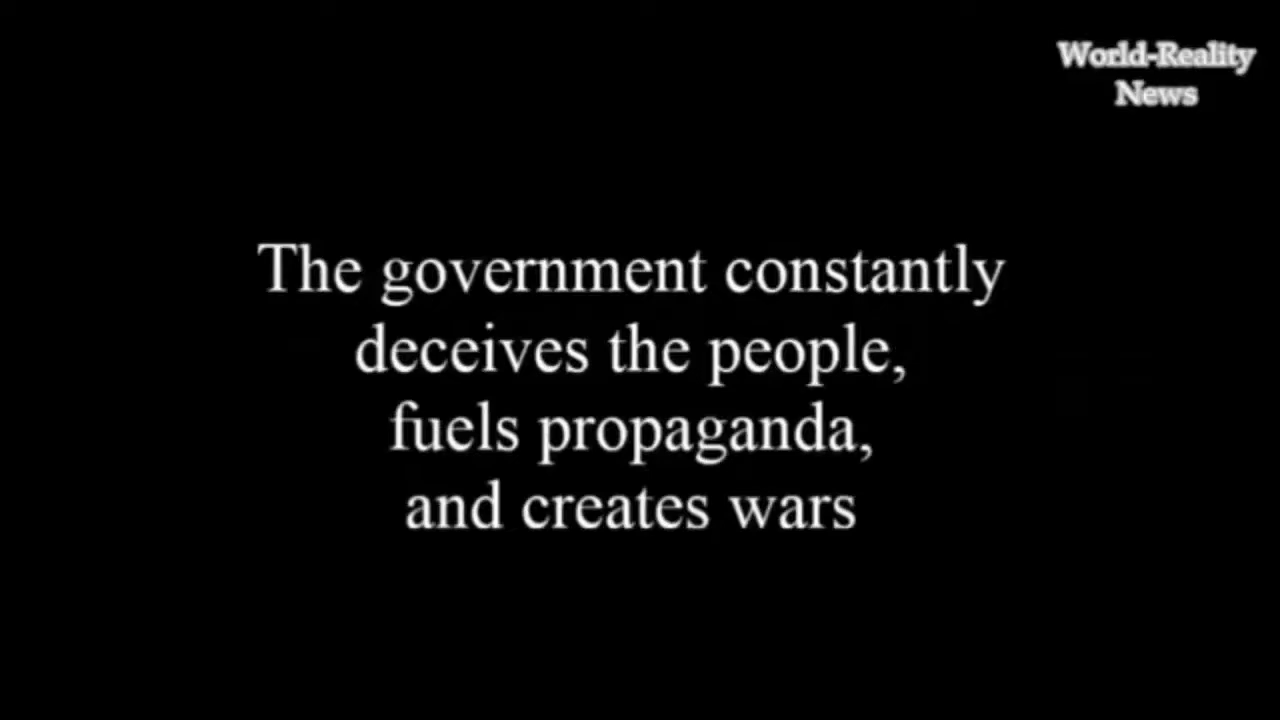 World-Reality
News
The government constantly
deceives the people,
fuels propaganda,
and creates wars